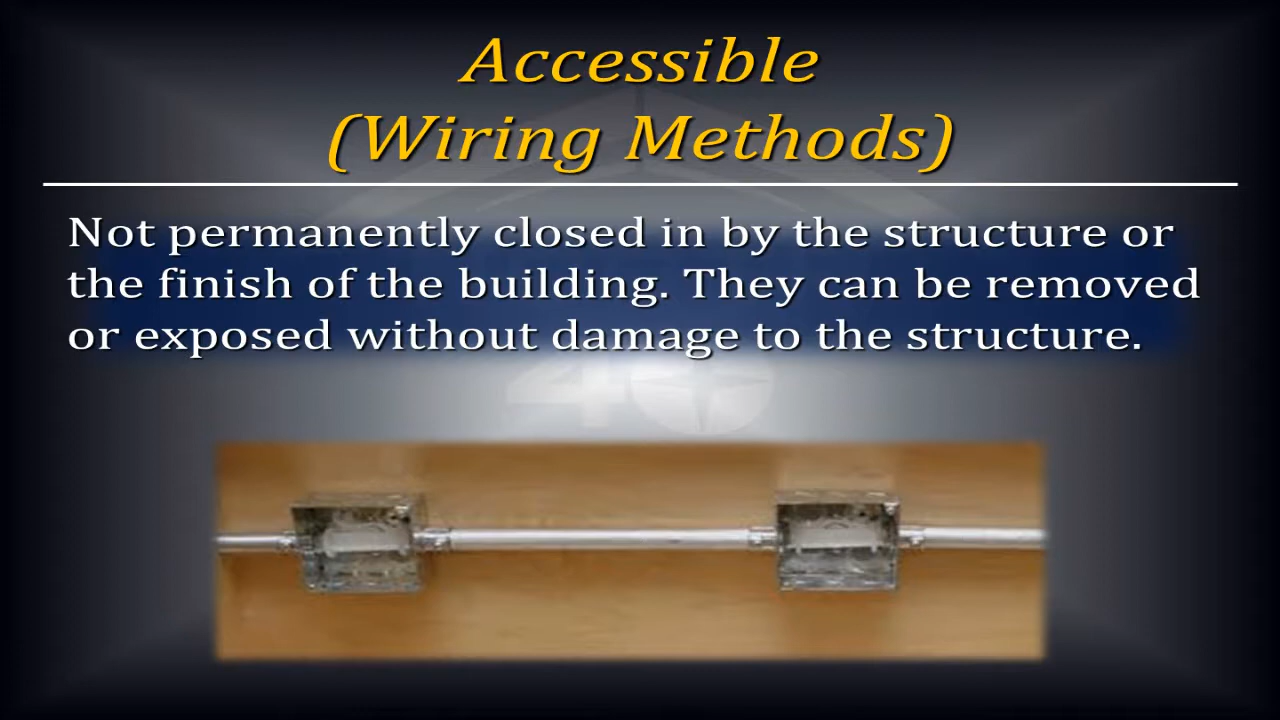 Accessible
(Wiring Methods)
Not permanently closed in by the structure or
the finish of the building. They can be removed
or exposed without damage to the structure.